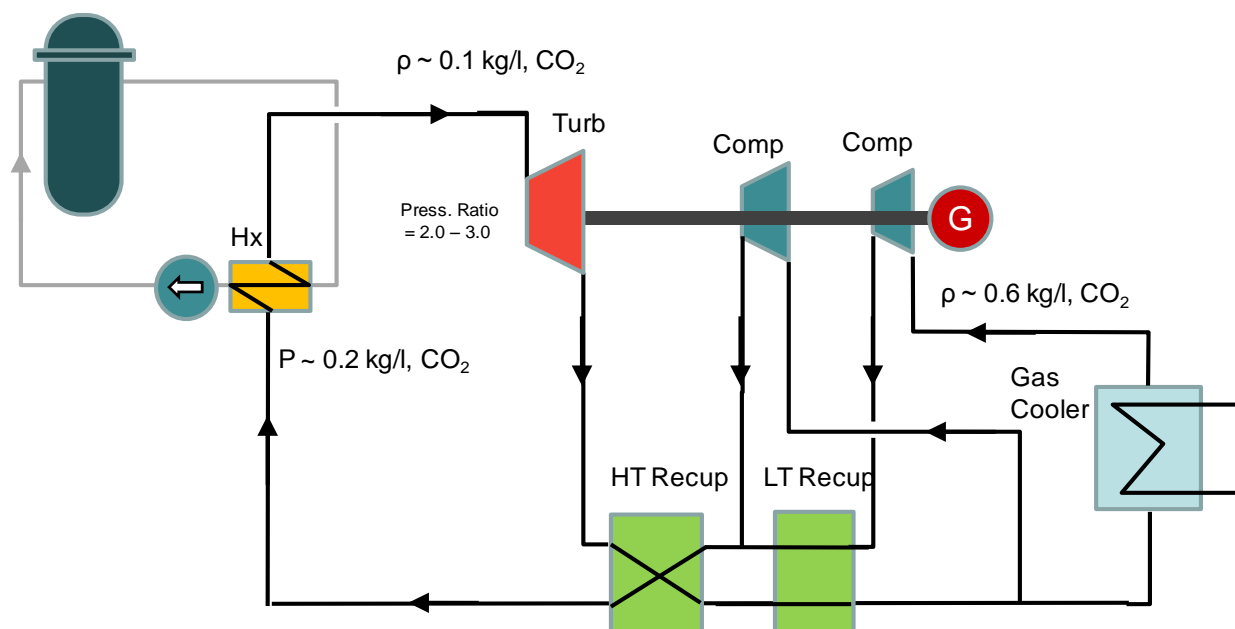 ρ ~ 0.1 kg/l, CO₂
Turb
Comp
Comp
Press. Ratio
= 2.0 – 3.0
G
Hx
ρ ~ 0.6 kg/l, CO₂
P ~ 0.2 kg/l, CO₂
Gas
Cooler
HT Recup
LT Recup